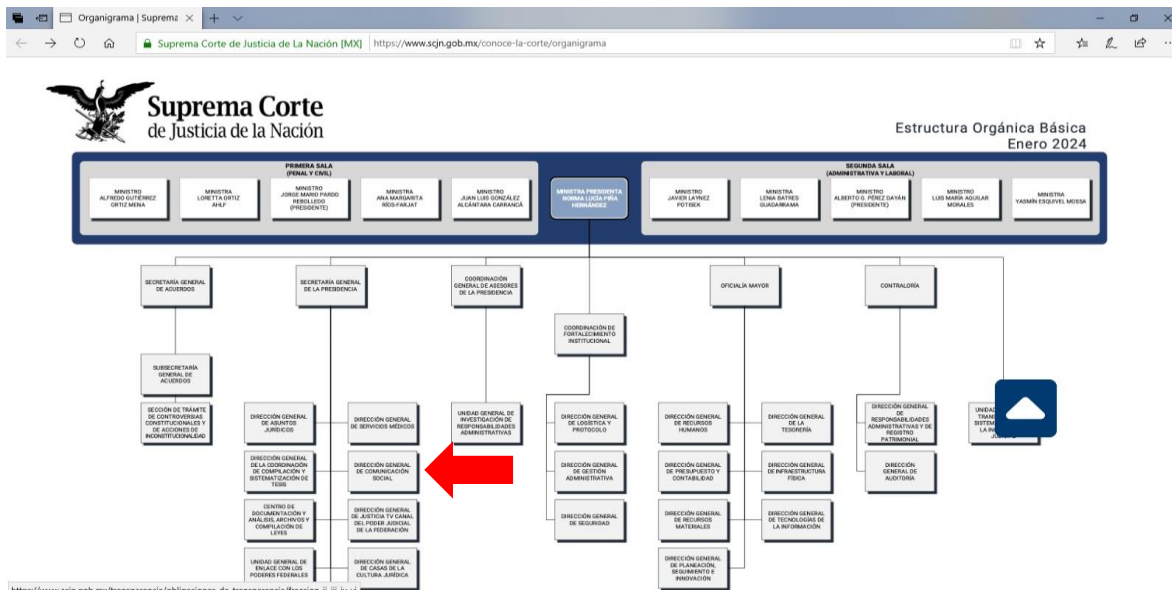 Organigrama | Suprema
Suprema Corte de Justicia de La Nación [MX]
https://www.scjn.gob.mx/conoce-la-corte/organigrama
Suprema Corte
de Justicia de la Nación
Estructura Orgánica Básica
Enero 2024
PRIMERA SALA
(PENAL Y CIVIL)
MINISTRO
ALFREDO GUTIÉRREZ
ORTIZ MENA
MINISTRA
LORETTA ORTIZ
AHLF
MINISTRO
JORGE MARIO PARDO
REBOLLEDO
(PRESIDENTE)
MINISTRA
ANA MARGARITA
RÍOS-FARJAT
MINISTRO
JUAN LUIS GONZÁLEZ
ALCÁNTARA CARRANCÁ
MINISTRA PRESIDENTA
NORMA LUCÍA PIÑA
HERNÁNDEZ
SEGUNDA SALA
(ADMINISTRATIVA Y LABORAL)
MINISTRO
JAVIER LAYNEZ
POTISEK
MINISTRA
LENIA BATRES
GUADARRAMA
MINISTRO
ALBERTO G. PÉREZ DAYÁN
(PRESIDENTE)
MINISTRO
LUIS MARÍA AGUILAR
MORALES
MINISTRA
YASMÍN ESQUIVEL MOSSA
SECRETARÍA GENERAL
DE ACUERDOS
SECRETARÍA GENERAL
DE LA PRESIDENCIA
COORDINACIÓN
GENERAL DE ASESORES
DE LA PRESIDENCIA
OFICIALÍA MAYOR
CONTRALORÍA
COORDINACIÓN DE
FORTALECIMIENTO
INSTITUCIONAL
SUBSECRETARÍA
GENERAL DE
ACUERDOS
SECCIÓN DE TRÁMITE
DE CONTROVERSIAS
CONSTITUCIONALES Y
DE ACCIONES DE
INCONSTITUCIONALIDAD
DIRECCIÓN GENERAL
DE ASUNTOS
JURÍDICOS
DIRECCIÓN GENERAL
DE SERVICIOS MÉDICOS
UNIDAD GENERAL DE
INVESTIGACIÓN DE
RESPONSABILIDADES
ADMINISTRATIVAS
DIRECCIÓN GENERAL
DE LOGÍSTICA Y
PROTOCOLO
DIRECCIÓN GENERAL
DE RECURSOS
HUMANOS
DIRECCIÓN GENERAL
DE LA
TESORERÍA
DIRECCIÓN GENERAL
DE
RESPONSABILIDADES
ADMINISTRATIVAS Y DE
REGISTRO
PATRIMONIAL
DIRECCIÓN GENERAL
DE LA COORDINACIÓN
DE COMPILACIÓN Y
SISTEMATIZACIÓN DE
TESIS
DIRECCIÓN GENERAL
DE COMUNICACIÓN
SOCIAL
DIRECCIÓN GENERAL
DE GESTIÓN
ADMINISTRATIVA
DIRECCIÓN GENERAL
DE PRESUPUESTO Y
CONTABILIDAD
DIRECCIÓN GENERAL
DE INFRAESTRUCTURA
FÍSICA
DIRECCIÓN
GENERAL DE
AUDITORÍA
CENTRO DE
DOCUMENTACIÓN Y
ANÁLISIS, ARCHIVOS Y
COMPILACIÓN DE
LEYES
DIRECCIÓN GENERAL
DE JUSTICIA TV CANAL
DEL PODER JUDICIAL
DE LA FEDERACIÓN
DIRECCIÓN GENERAL
DE SEGURIDAD
DIRECCIÓN GENERAL
DE RECURSOS
MATERIALES
DIRECCIÓN GENERAL
DE TECNOLOGÍAS DE
LA INFORMACIÓN
UNIDAD GENERAL DE
ENLACE CON LOS
PODERES FEDERALES
DIRECCIÓN GENERAL
DE CASAS DE LA
CULTURA JURÍDICA
DIRECCIÓN GENERAL
DE PLANEACIÓN,
SEGUIMIENTO E
INNOVACIÓN